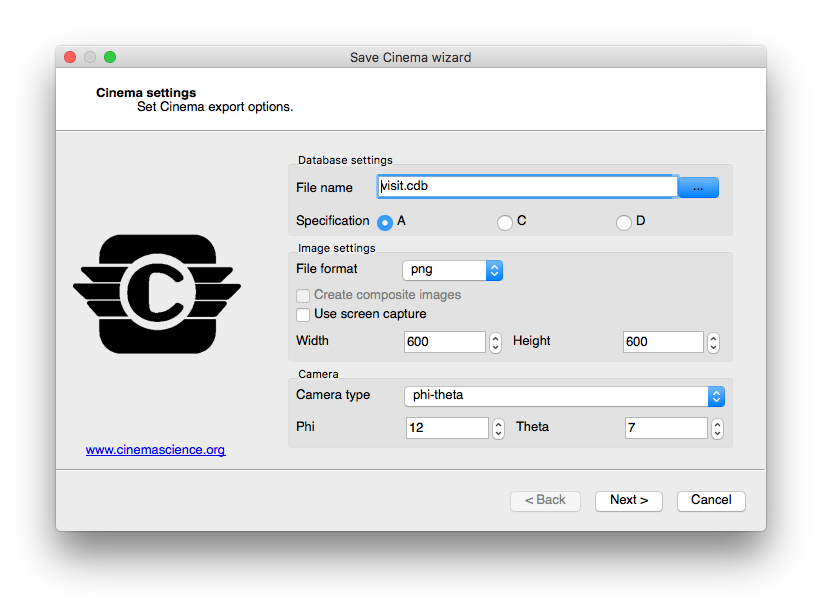 Save Cinema wizard
Cinema settings
Set Cinema export options.
Database settings
File name visit.cdb ...
Specification A C D
Image settings
File format png
Create composite images
Use screen capture
Width 600 Height 600
Camera
Camera type phi-theta
Phi 12 Theta 7
C
www.cinemascience.org
< Back Next > Cancel